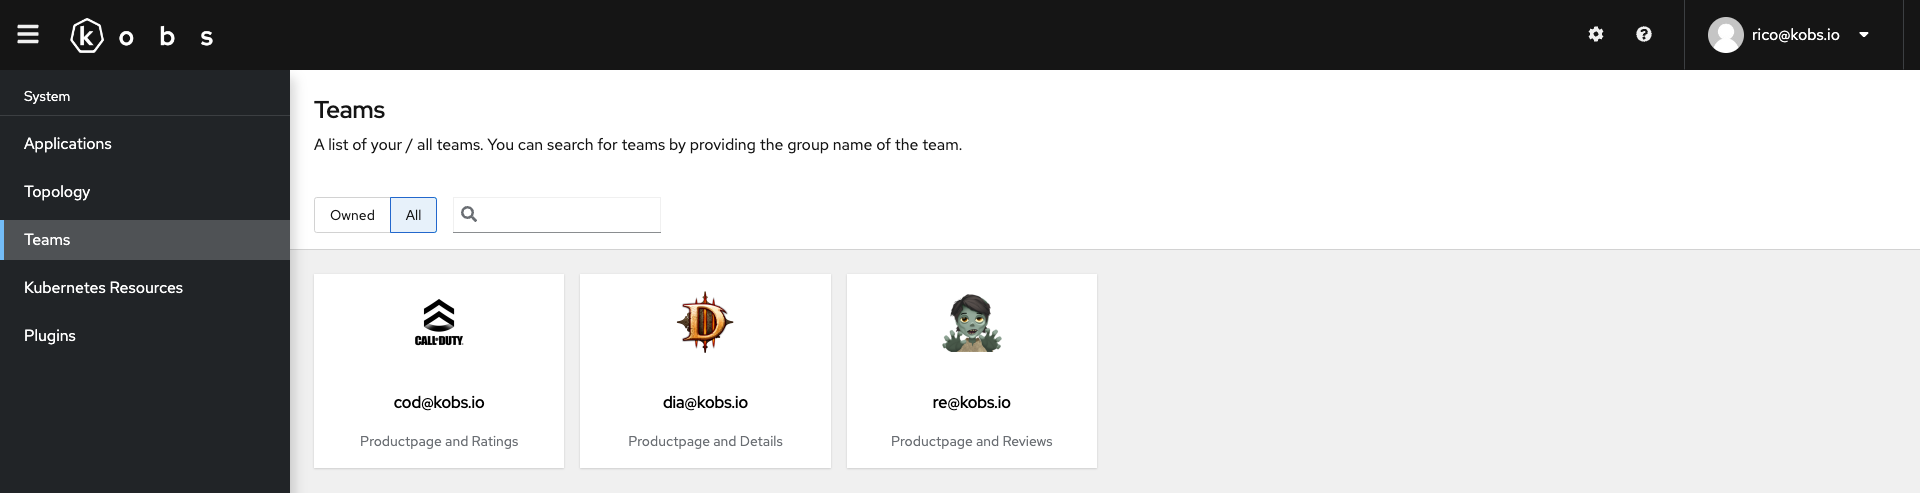 kobs
rico@kobs.io
System
Applications
Topology
Teams
Kubernetes Resources
Plugins
Teams
A list of your / all teams. You can search for teams by providing the group name of the team.
Owned
All
CALL OF DUTY
cod@kobs.io
Productpage and Ratings
D
dia@kobs.io
Productpage and Details
re@kobs.io
Productpage and Reviews